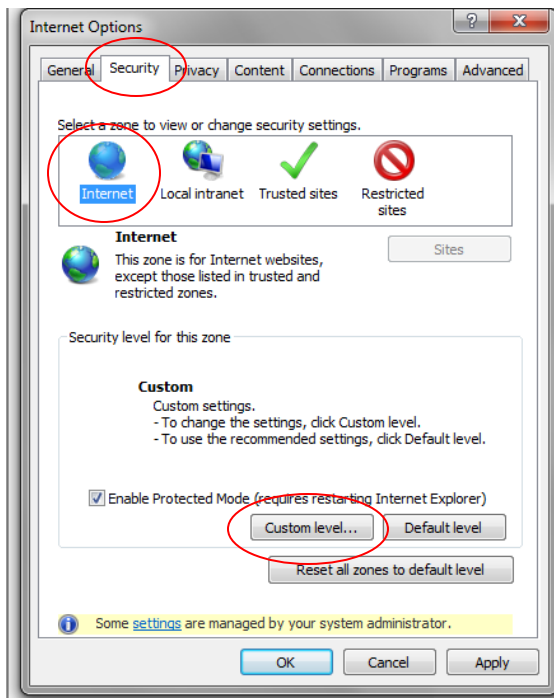 Internet Options
General Security Privacy Content Connections Programs Advanced
Select a zone to view or change security settings.
Internet Local intranet Trusted sites Restricted
sites
Internet
Sites
This zone is for Internet websites,
except those listed in trusted and
restricted zones.
Security level for this zone
Custom
Custom settings.
- To change the settings, click Custom level.
- To use the recommended settings, click Default level.
Enable Protected Mode (requires restarting Internet Explorer)
Custom level... Default level
Reset all zones to default level
Some settings are managed by your system administrator.
OK Cancel Apply